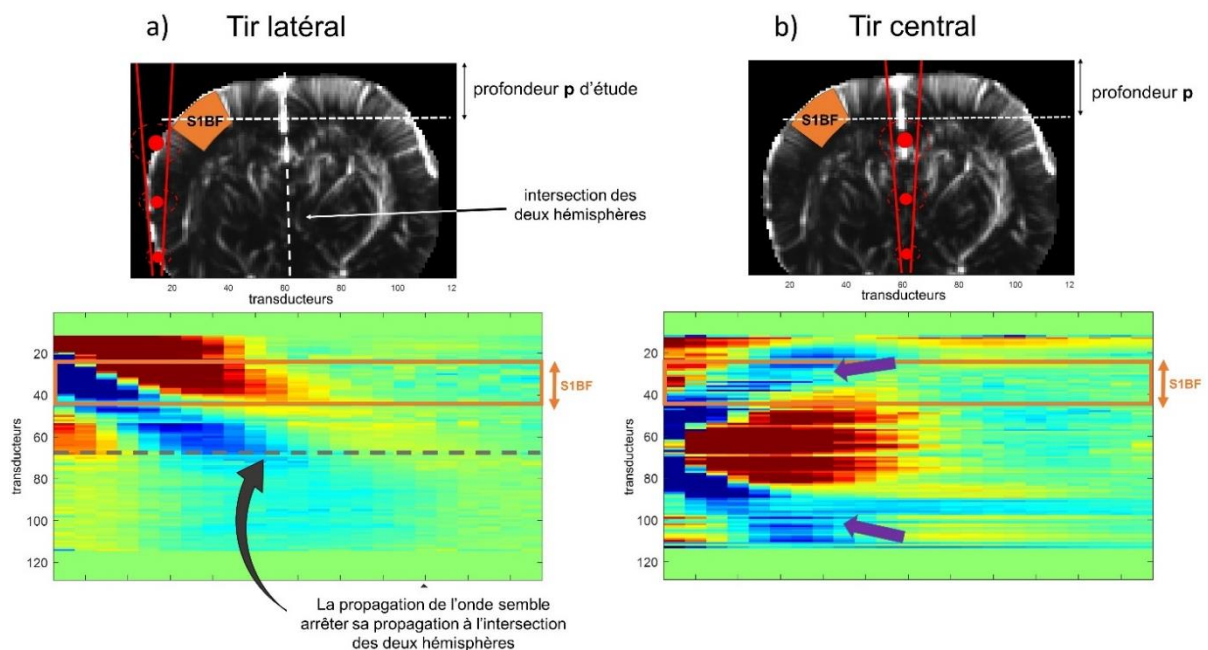 a) Tir latéral
S1BF
profondeur p d'étude
intersection des
deux hémisphères
20 40 60 80 100 12
transducteurs
20
40
60
80
100
120
transducteurs
S1BF
La propagation de l'onde semble
arrêter sa propagation à l'intersection
des deux hémisphères
b) Tir central
S1BF
profondeur p
20 40 60 80 100 12
transducteurs
20
40
60
80
100
120
transducteurs
S1BF